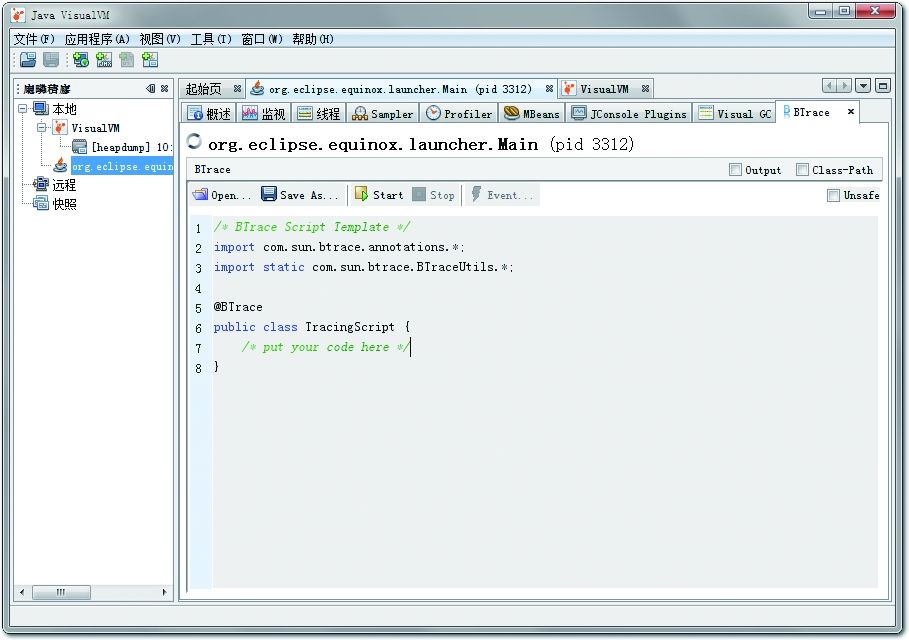 Java VisualVM
文件(F) 应用程序(A) 视图(V) 工具(T) 窗口(W) 帮助(H)
起始页 org.eclipse.equinox.launcher.Main (pid 3312) VisualVM
本地
VisualVM
[heapdump] 10:
org.eclipse.equin
远程
快照
概述 监视 线程 Sampler Profiler MBeans JConsole Plugins Visual GC BTrace
org.eclipse.equinox.launcher.Main (pid 3312)
BTrace Output Class-Path
Open... Save As... Start Stop Event... Unsafe
1 /* BTrace Script Template */
2 import com.sun.btrace.annotations.*;
3 import static com.sun.btrace.BTraceUtils.*;
4
5 @BTrace
6 public class TracingScript {
7 /* put your code here */
8 }